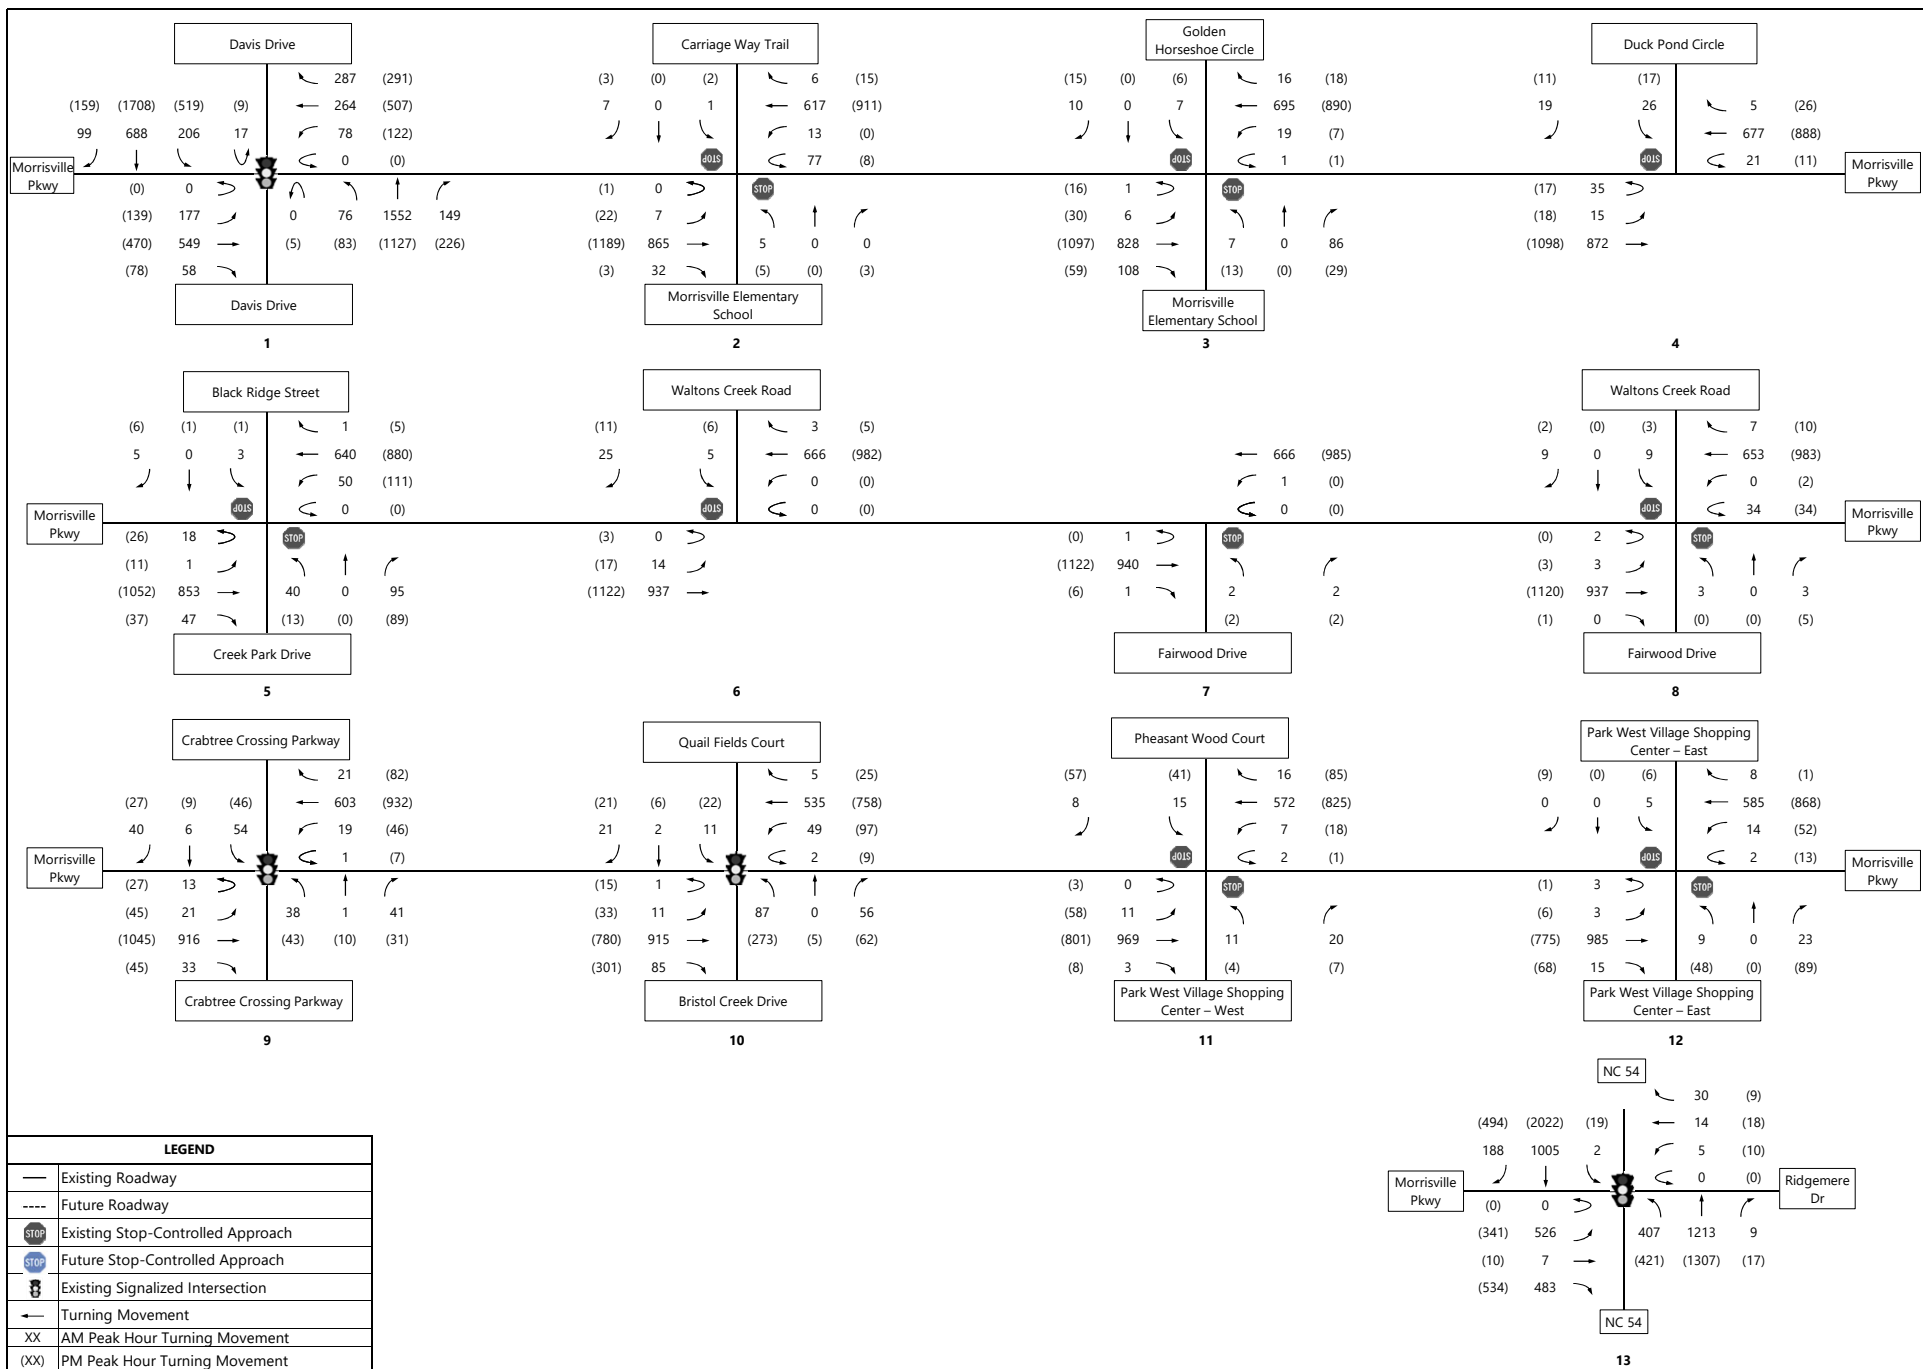 Davis Drive
Carriage Way Trail
Golden
Horseshoe Circle
Duck Pond Circle
287 (291)
(3) (0) (2) 6 (15)
(15) (0) (6) 16 (18)
(11) (17)
(159) (1708) (519) (9) 264 (507)
7 0 1 617 (911)
10 0 7 695 (890)
19 26 5 (26)
99 688 206 17 78 (122)
13 (0)
19 (7)
677 (888)
0 (0)
STOP 77 (8)
STOP 1 (1)
STOP 21 (11)
Morrisville
Pkwy
Morrisville
Pkwy
(0) 0
(1) 0 STOP
(16) 1 STOP
(17) 35
(139) 177 0 76 1552 149
(22) 7
(30) 6
(18) 15
(470) 549 (5) (83) (1127) (226)
(1189) 865 5 0 0
(1097) 828 7 0 86
(1098) 872
(78) 58
(3) 32 (5) (0) (3)
(59) 108 (13) (0) (29)
Davis Drive
Morrisville Elementary
School
Morrisville
Elementary School
1
2
3
4
Black Ridge Street
Waltons Creek Road
Waltons Creek Road
(6) (1) (1) 1 (5)
(11) (6) 3 (5)
(2) (0) (3) 7 (10)
5 0 3 640 (880)
25 5 666 (982)
666 (985)
9 0 9 653 (983)
50 (111)
0 (0)
1 (0)
0 (2)
STOP 0 (0)
STOP 0 (0)
0 (0)
STOP 34 (34)
Morrisville
Pkwy
Morrisville
Pkwy
(26) 18 STOP
(3) 0
(0) 1 STOP
(0) 2 STOP
(11) 1
(17) 14
(1122) 940
(3) 3
(1052) 853 40 0 95
(1122) 937
(6) 1 2 2
(1120) 937 3 0 3
(37) 47 (13) (0) (89)
(2) (2)
(1) 0 (0) (0) (5)
Creek Park Drive
Fairwood Drive
Fairwood Drive
5
6
7
8
Crabtree Crossing Parkway
Quail Fields Court
Pheasant Wood Court
Park West Village Shopping
Center – East
21 (82)
5 (25)
(57) (41) 16 (85)
(9) (0) (6) 8 (1)
(27) (9) (46) 603 (932)
(21) (6) (22) 535 (758)
8 15 572 (825)
0 0 5 585 (868)
40 6 54 19 (46)
21 2 11 49 (97)
7 (18)
14 (52)
1 (7)
2 (9)
STOP 2 (1)
STOP 2 (13)
Morrisville
Pkwy
Morrisville
Pkwy
(27) 13
(15) 1
(3) 0 STOP
(1) 3 STOP
(45) 21 38 1 41
(33) 11 87 0 56
(58) 11
(6) 3
(1045) 916 (43) (10) (31)
(780) 915 (273) (5) (62)
(801) 969 11 20
(775) 985 9 0 23
(45) 33
(301) 85
(8) 3 (4) (7)
(68) 15 (48) (0) (89)
Crabtree Crossing Parkway
Bristol Creek Drive
Park West Village Shopping
Center – West
Park West Village Shopping
Center – East
9
10
11
12
NC 54
30 (9)
(494) (2022) (19) 14 (18)
188 1005 2 5 (10)
0 (0)
Morrisville
Pkwy
Ridgemere
Dr
(0) 0
(341) 526 407 1213 9
(10) 7 (421) (1307) (17)
(534) 483
NC 54
13
LEGEND
Existing Roadway
Future Roadway
STOP Existing Stop-Controlled Approach
STOP Future Stop-Controlled Approach
Existing Signalized Intersection
Turning Movement
XX AM Peak Hour Turning Movement
(XX) PM Peak Hour Turning Movement